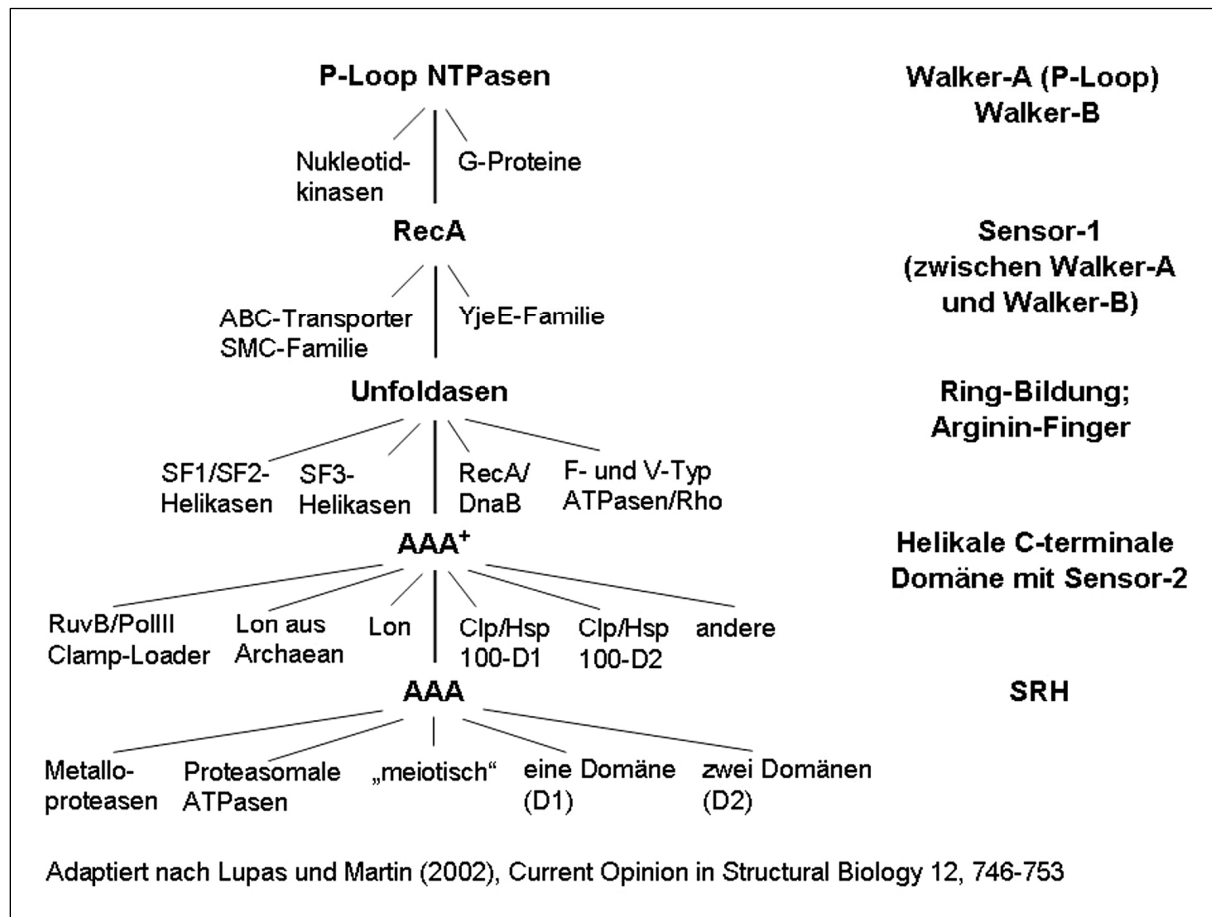 P-Loop NTPasen
Walker-A (P-Loop)
Walker-B
Nukleotid-
kinasen
G-Proteine
RecA
Sensor-1
(zwischen Walker-A
und Walker-B)
ABC-Transporter
SMC-Familie
YjeE-Familie
Unfoldasen
Ring-Bildung;
Arginin-Finger
SF1/SF2-
Helikasen
SF3-
Helikasen
RecA/
DnaB
F- und V-Typ
ATPasen/Rho
AAA⁺
Helikale C-terminale
Domäne mit Sensor-2
RuvB/PolIII
Clamp-Loader
Lon aus
Archaean
Lon
Clp/Hsp
100-D1
Clp/Hsp
100-D2
andere
AAA
SRH
Metallo-
proteasen
Proteasomale
ATPasen
„meiotisch“
eine Domäne
(D1)
zwei Domänen
(D2)
Adaptiert nach Lupas und Martin (2002), Current Opinion in Structural Biology 12, 746-753